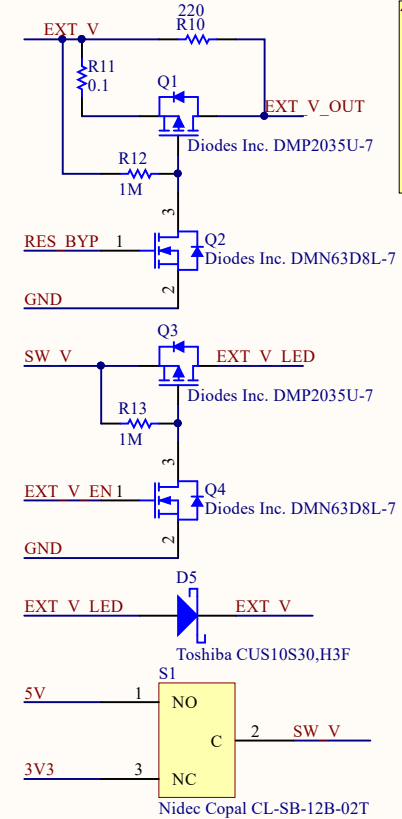 220
R10
EXT_V
R11
0.1
Q1
EXT_V_OUT
Diodes Inc. DMP2035U-7
R12
1M
3
RES_BYP 1
Q2
Diodes Inc. DMN63D8L-7
2
GND
Q3
SW_V
EXT_V_LED
Diodes Inc. DMP2035U-7
R13
1M
3
EXT_V_EN 1
Q4
Diodes Inc. DMN63D8L-7
2
GND
D5
EXT_V_LED
EXT_V
Toshiba CUS10S30,H3F
S1
5V 1 NO
C 2 SW_V
3V3 3 NC
Nidec Copal CL-SB-12B-02T